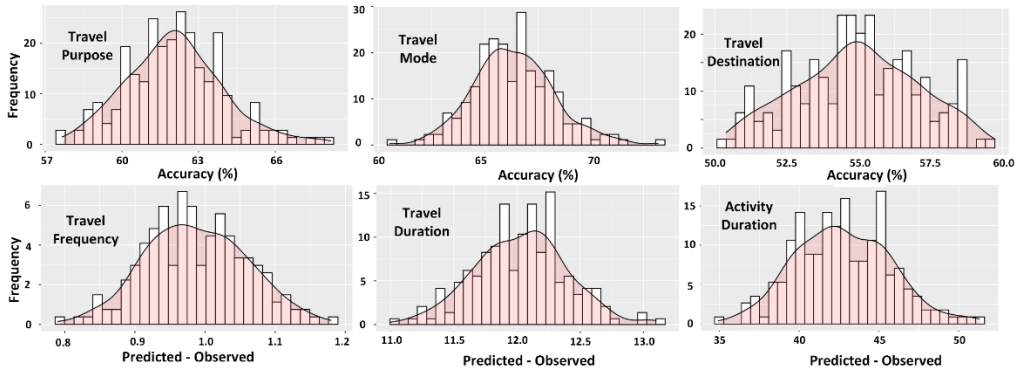 Travel
Purpose
Frequency
20
10
0
57
60
63
66
Accuracy (%)
Travel
Mode
30
20
10
0
60
65
70
Accuracy (%)
Travel
Destination
20
10
0
50.0
52.5
55.0
57.5
60.0
Accuracy (%)
Travel
Frequency
Frequency
6
4
2
0
0.8
0.9
1.0
1.1
1.2
Predicted - Observed
Travel
Duration
15
10
5
0
11.0
11.5
12.0
12.5
13.0
Predicted - Observed
Activity
Duration
15
10
5
0
35
40
45
50
Predicted - Observed